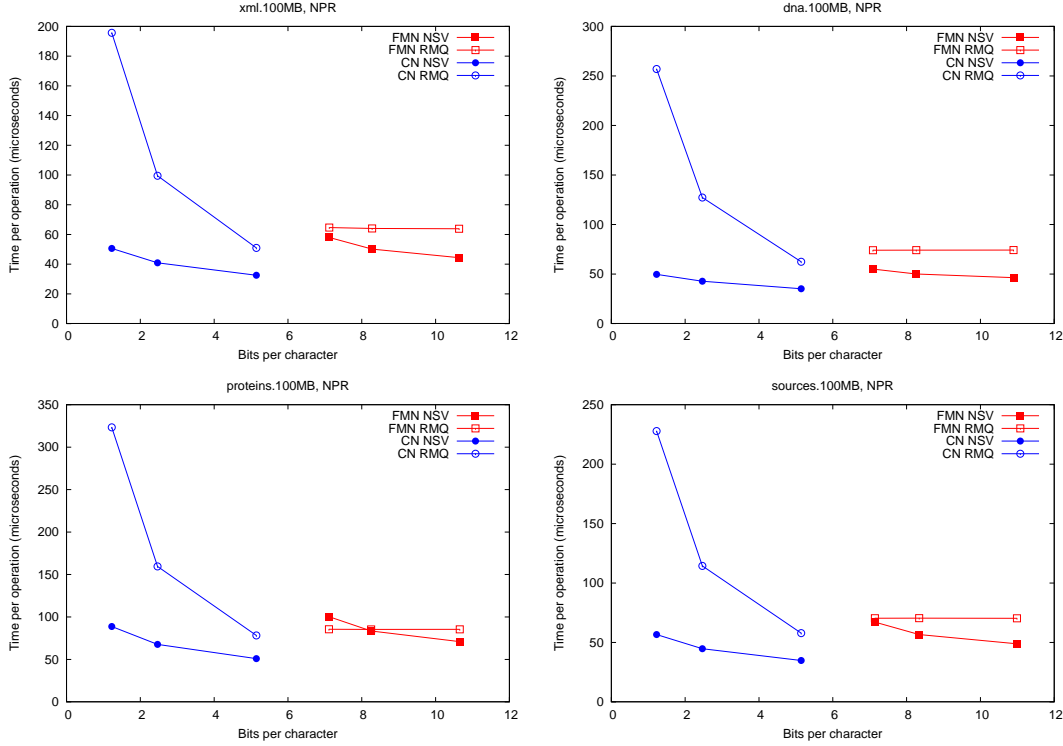 xml.100MB, NPR
Time per operation (microseconds)
200
180
160
140
120
100
80
60
40
20
0
FMN NSV
FMN RMQ
CN NSV
CN RMQ
0 2 4 6 8 10 12
Bits per character
dna.100MB, NPR
Time per operation (microseconds)
300
250
200
150
100
50
0
FMN NSV
FMN RMQ
CN NSV
CN RMQ
0 2 4 6 8 10 12
Bits per character
proteins.100MB, NPR
Time per operation (microseconds)
350
300
250
200
150
100
50
0
FMN NSV
FMN RMQ
CN NSV
CN RMQ
0 2 4 6 8 10 12
Bits per character
sources.100MB, NPR
Time per operation (microseconds)
250
200
150
100
50
0
FMN NSV
FMN RMQ
CN NSV
CN RMQ
0 2 4 6 8 10 12
Bits per character